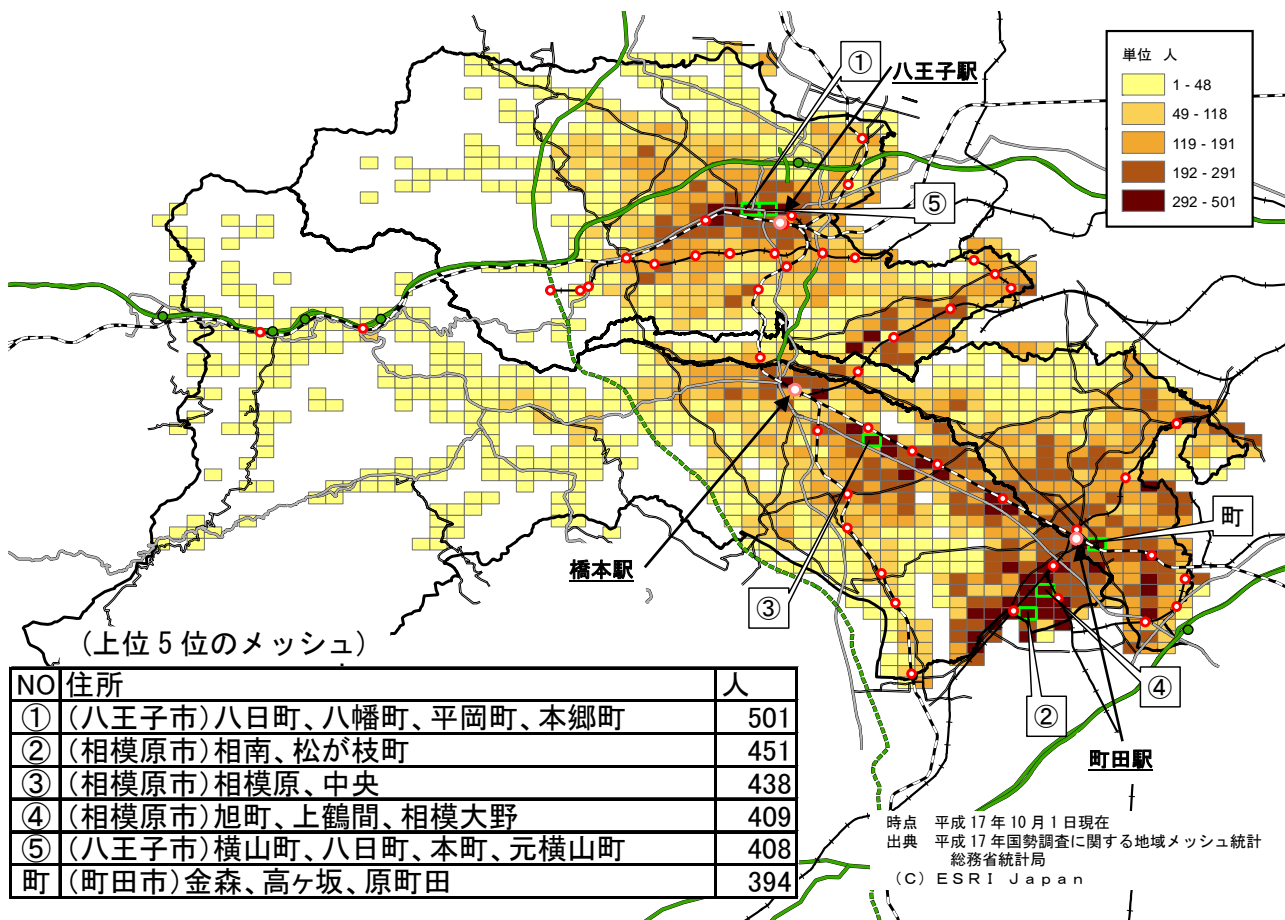 ①
八王子駅
単位 人
1 - 48
49 - 118
119 - 191
192 - 291
292 - 501
⑤
町
橋本駅
③
④
②
町田駅
(上位5位のメッシュ)
NO 住所 人
① (八王子市)八日町、八幡町、平岡町、本郷町 501
② (相模原市)相南、松が枝町 451
③ (相模原市)相模原、中央 438
④ (相模原市)旭町、上鶴間、相模大野 409
⑤ (八王子市)横山町、八日町、本町、元横山町 408
町 (町田市)金森、高ヶ坂、原町田 394
時点 平成17年10月1日現在
出典 平成17年国勢調査に関する地域メッシュ統計
総務省統計局
(C) ESRI Japan